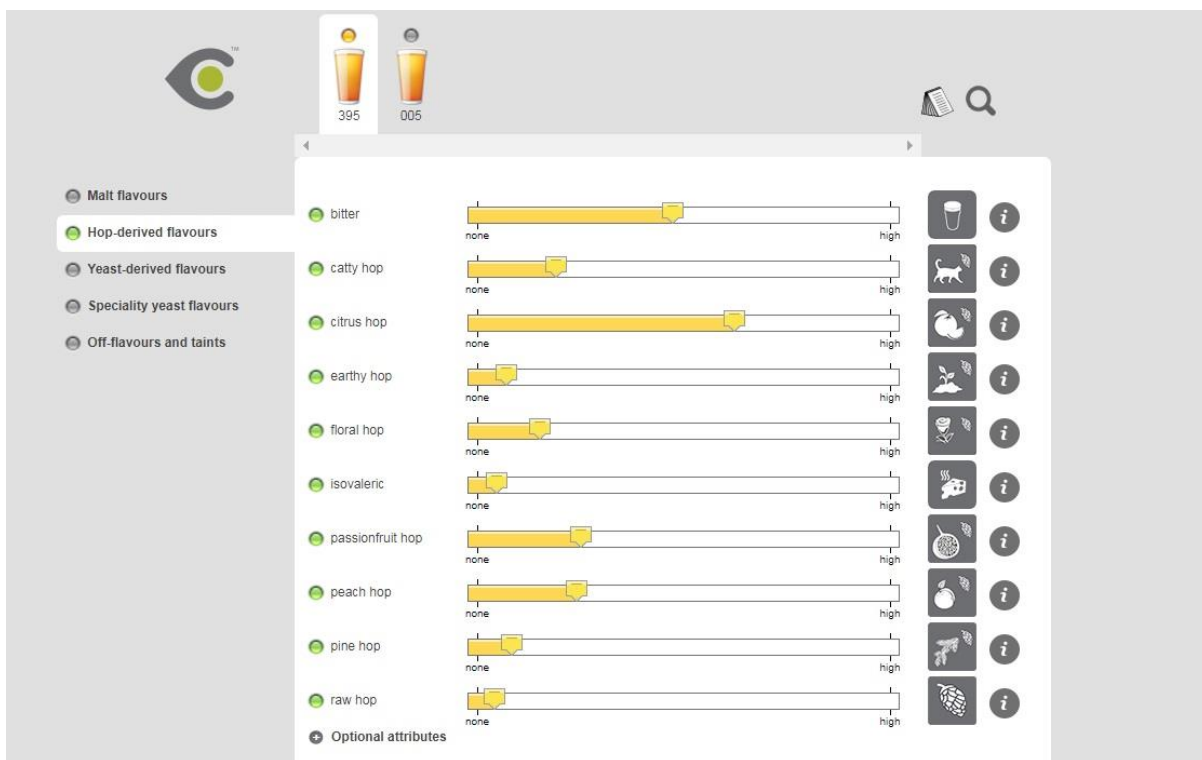 TM
395
005
Malt flavours
Hop-derived flavours
Yeast-derived flavours
Speciality yeast flavours
Off-flavours and taints
bitter
none high
i
catty hop
none high
i
citrus hop
none high
i
earthy hop
none high
i
floral hop
none high
i
isovaleric
none high
i
passionfruit hop
none high
i
peach hop
none high
i
pine hop
none high
i
raw hop
none high
i
Optional attributes